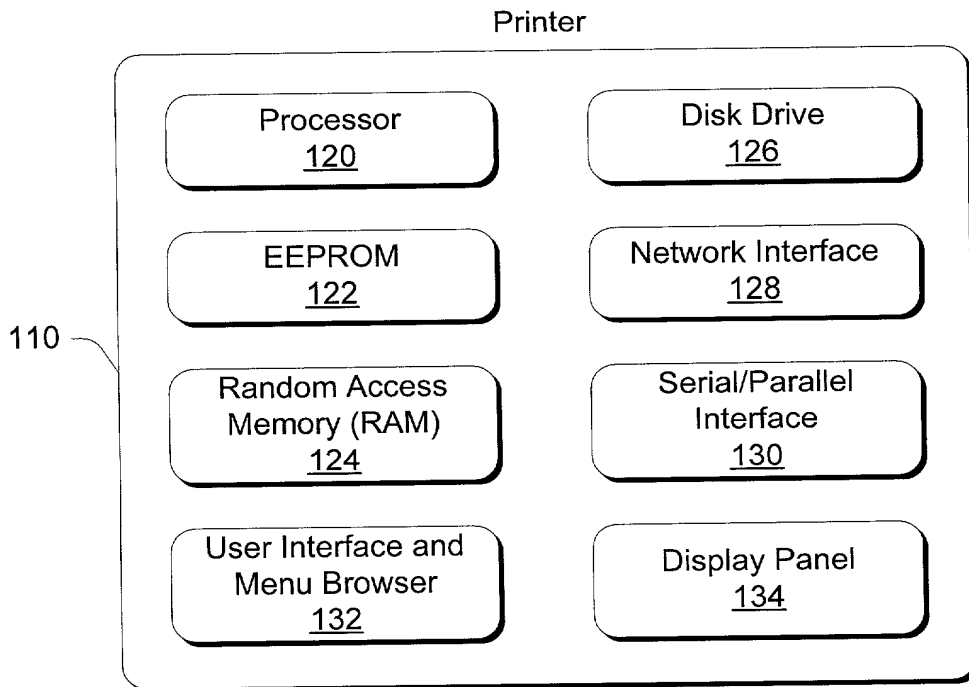 Printer
Processor
120
Disk Drive
126
EEPROM
122
Network Interface
128
110
Random Access
Memory (RAM)
124
Serial/Parallel
Interface
130
User Interface and
Menu Browser
132
Display Panel
134